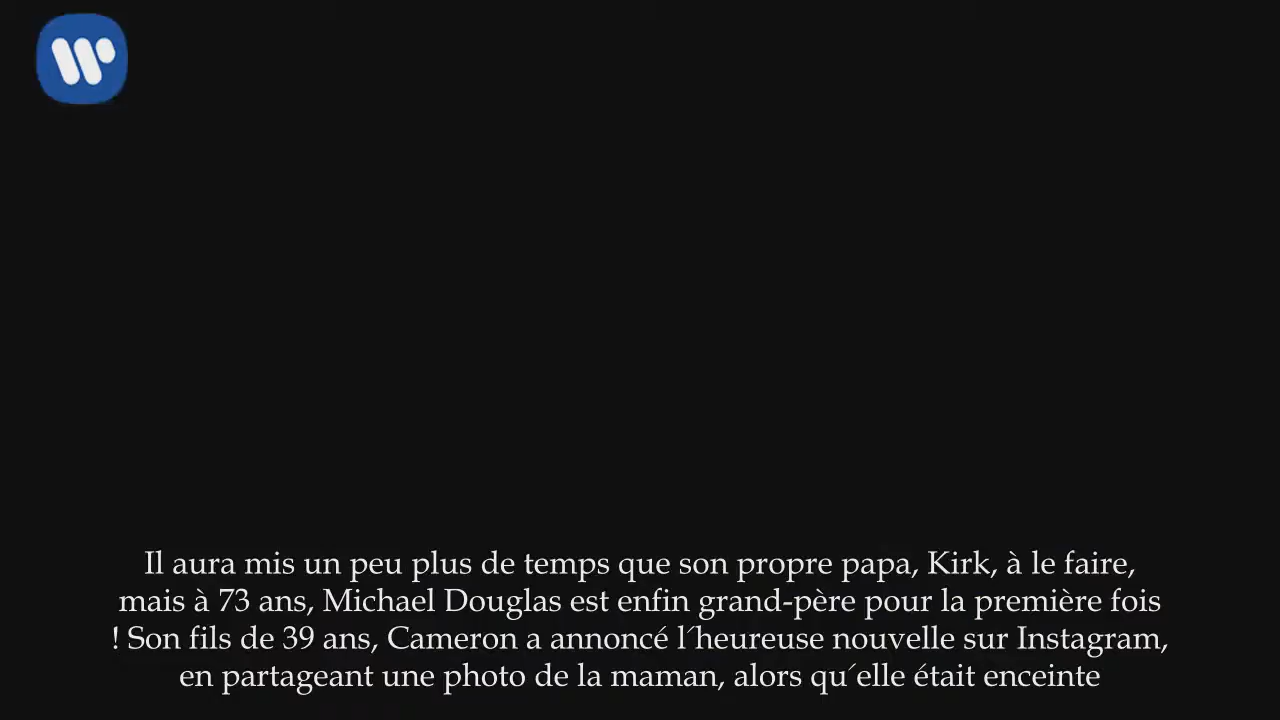 Il aura mis un peu plus de temps que son propre papa, Kirk, à le faire,
mais à 73 ans, Michael Douglas est enfin grand-père pour la première fois
! Son fils de 39 ans, Cameron a annoncé l´heureuse nouvelle sur Instagram,
en partageant une photo de la maman, alors qu´elle était enceinte